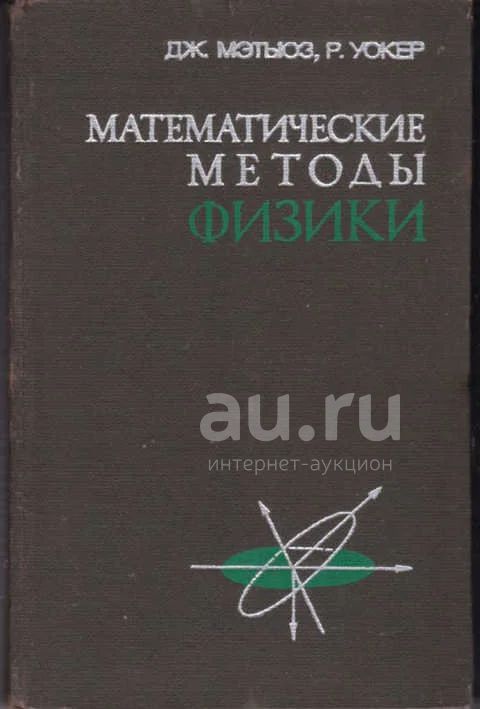 ДЖ. МЭТЬЮЗ, Р. УОКЕР
МАТЕМАТИЧЕСКИЕ
МЕТОДЫ
ФИЗИКИ
au.ru
интернет-аукцион